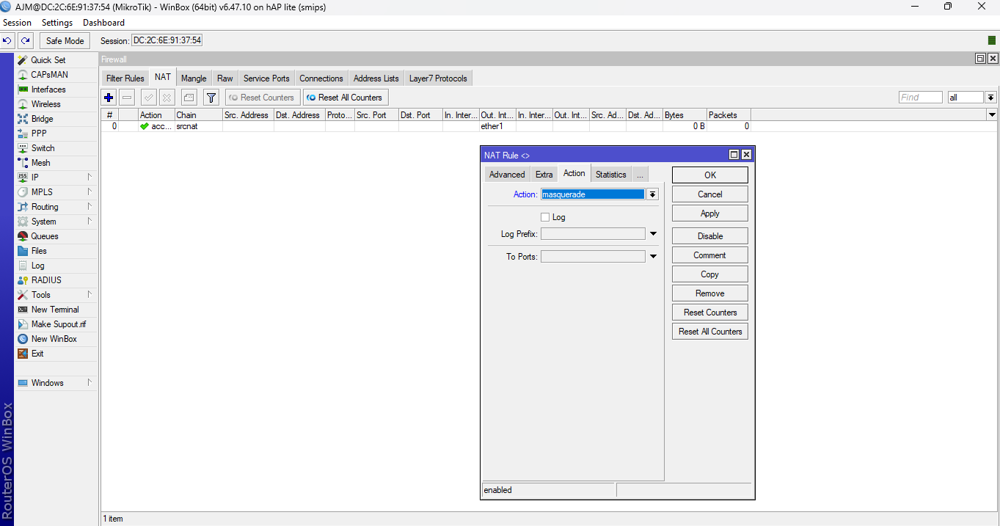 AJM@DC:2C:6E:91:37:54 (MikroTik) - WinBox (64bit) v6.47.10 on hAP lite (smips)
Session Settings Dashboard
Safe Mode Session: DC:2C:6E:91:37:54
Quick Set
CAPsMAN
Interfaces
Wireless
Bridge
PPP
Switch
Mesh
IP
MPLS
Routing
System
Queues
Files
Log
RADIUS
Tools
New Terminal
Make Supout.rif
New WinBox
Exit
Windows
RouterOS WinBox
Firewall
Filter Rules NAT Mangle Raw Service Ports Connections Address Lists Layer7 Protocols
Reset Counters Reset All Counters Find all
# Action Chain Src. Address Dst. Address Proto... Src. Port Dst. Port In. Inter... Out. Int... In. Inter... Out. Int... Src. Ad... Dst. Ad... Bytes Packets
0 acc... srcnat ether1 0 B 0
NAT Rule <>
Advanced Extra Action Statistics ...
Action: masquerade
Log
Log Prefix:
To Ports:
OK
Cancel
Apply
Disable
Comment
Copy
Remove
Reset Counters
Reset All Counters
enabled
1 item